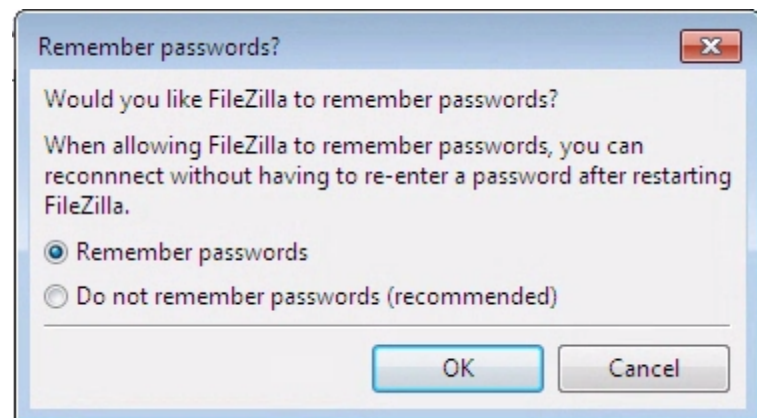 Remember passwords?
Would you like FileZilla to remember passwords?
When allowing FileZilla to remember passwords, you can
reconnnect without having to re-enter a password after restarting
FileZilla.
Remember passwords
Do not remember passwords (recommended)
OK
Cancel